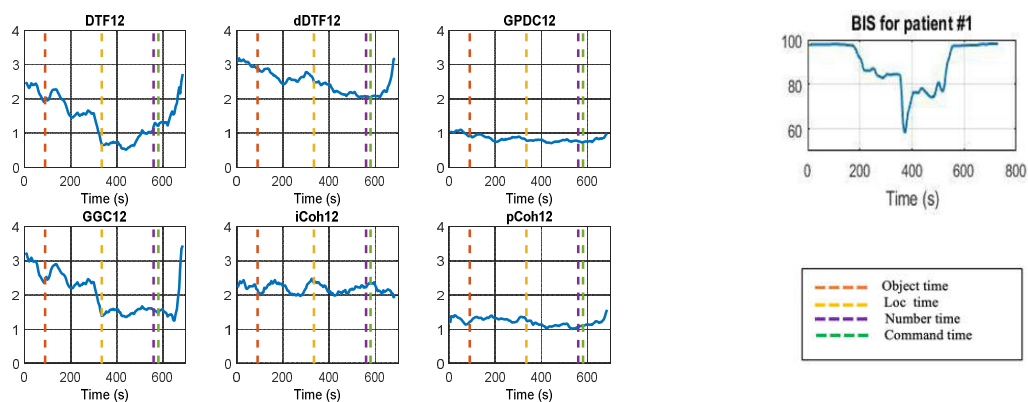 DTF12
4
3
2
1
0
0 200 400 600
Time (s)
dDTF12
4
3
2
1
0
0 200 400 600
Time (s)
GPDC12
4
3
2
1
0
0 200 400 600
Time (s)
BIS for patient #1
100
80
60
0 200 400 600 800
Time (s)
GGC12
4
3
2
1
0
0 200 400 600
Time (s)
iCoh12
4
3
2
1
0
0 200 400 600
Time (s)
pCoh12
4
3
2
1
0
0 200 400 600
Time (s)
Object time
Loc time
Number time
Command time